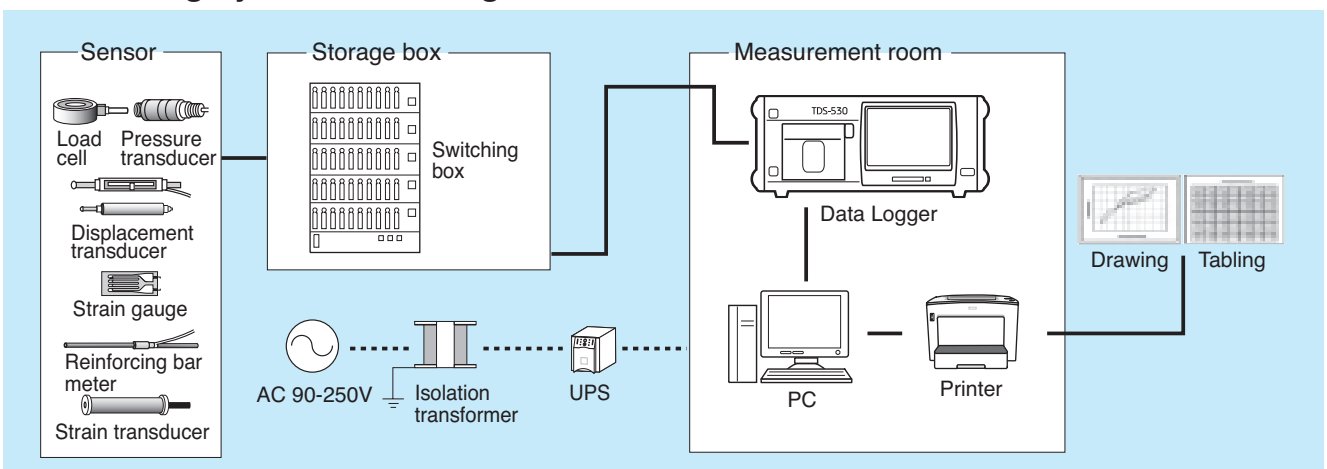 Sensor
Load
cell
Pressure
transducer
Displacement
transducer
Strain gauge
Reinforcing bar
meter
Strain transducer
Storage box
Switching
box
Measurement room
TDS-530
Data Logger
PC
Printer
Drawing
Tabling
AC 90-250V
Isolation
transformer
UPS